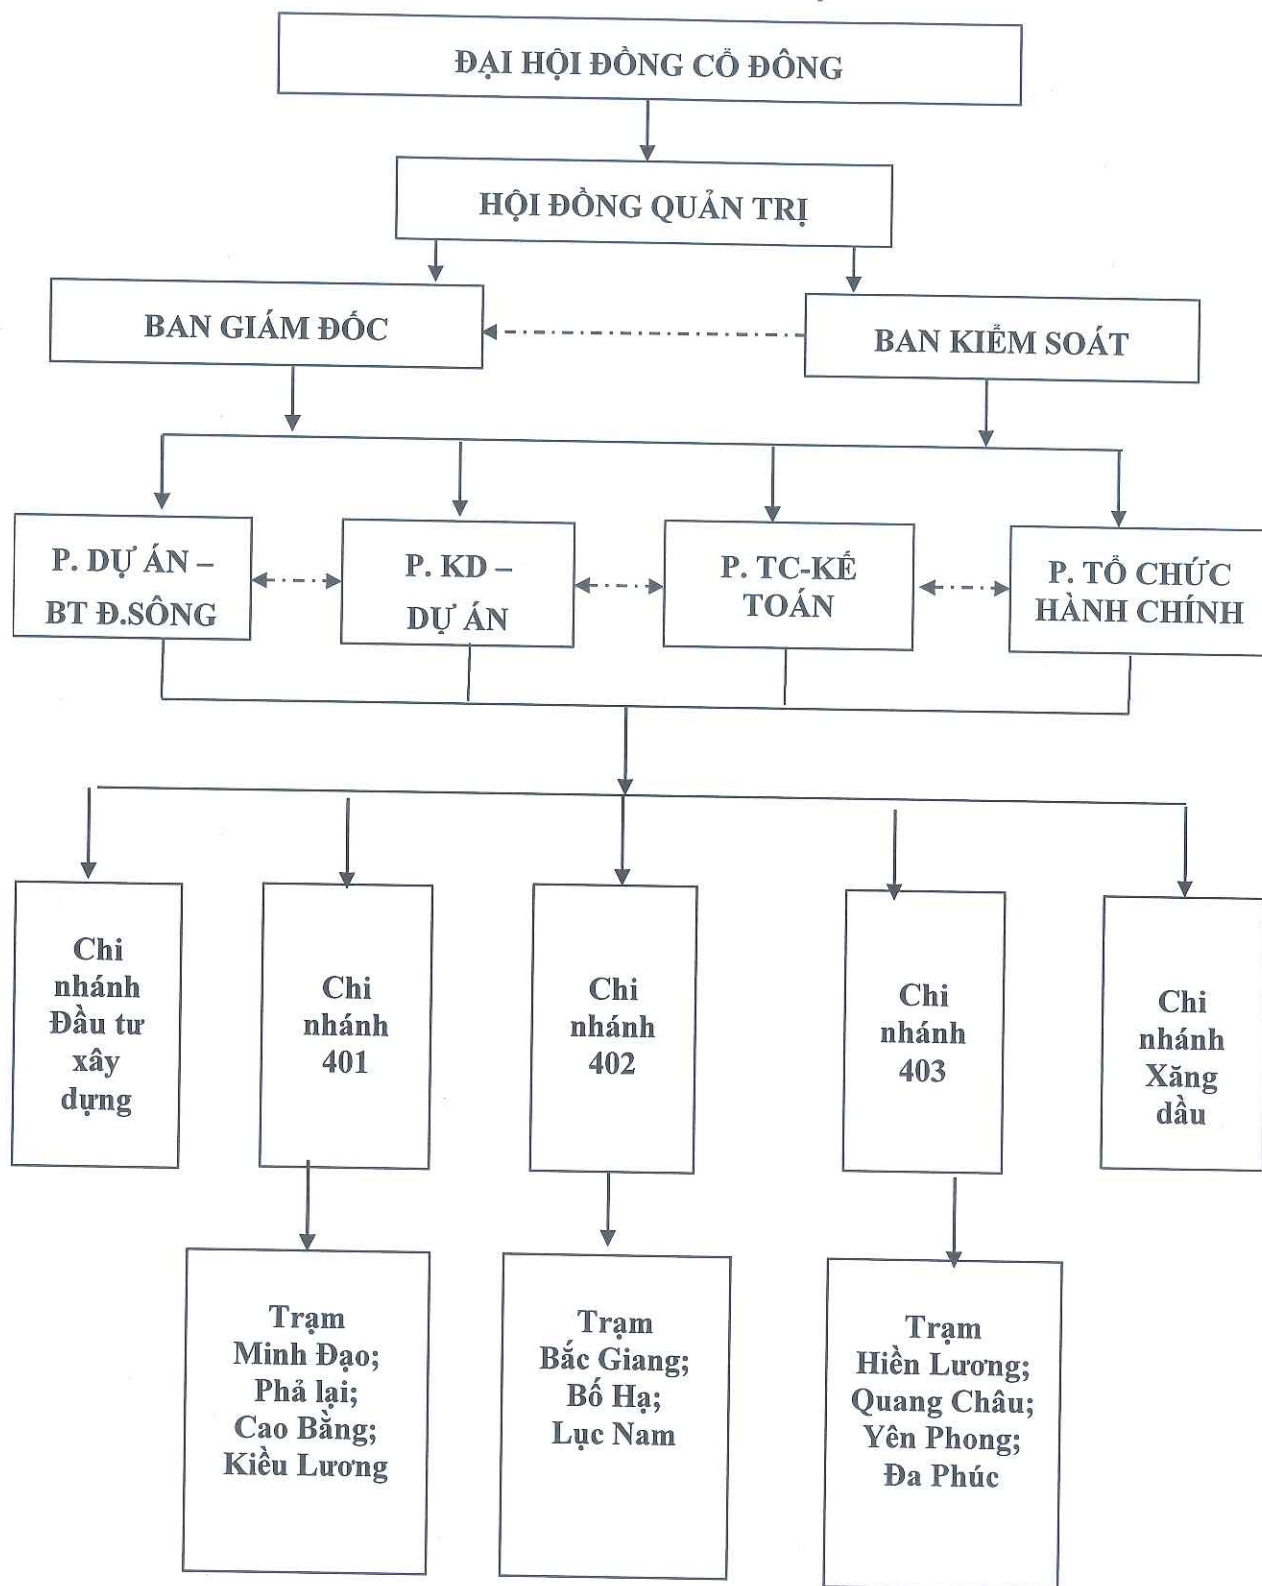 ĐẠI HỘI ĐỒNG CỔ ĐÔNG
HỘI ĐỒNG QUẢN TRỊ
BAN GIÁM ĐỐC
BAN KIỂM SOÁT
P. DỰ ÁN –
BT Đ.SÔNG
P. KD –
DỰ ÁN
P. TC-KẾ
TOÁN
P. TỔ CHỨC
HÀNH CHÍNH
Chi
nhánh
Đầu tư
xây
dựng
Chi
nhánh
401
Chi
nhánh
402
Chi
nhánh
403
Chi
nhánh
Xăng
dầu
Trạm
Minh Đạo;
Phả lại;
Cao Bằng;
Kiều Lương
Trạm
Bắc Giang;
Bố Hạ;
Lục Nam
Trạm
Hiền Lương;
Quang Châu;
Yên Phong;
Đa Phúc